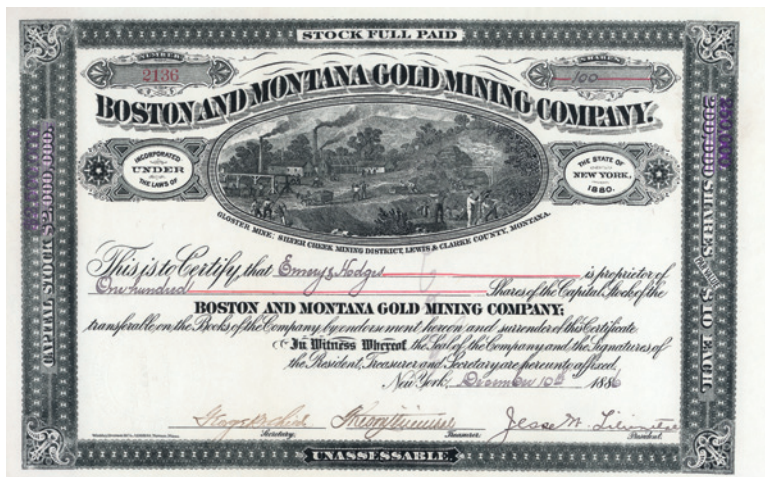 STOCK FULL PAID
NUMBER
2136
SHARES
100
BOSTON AND MONTANA GOLD MINING COMPANY.
INCORPORATED
UNDER
THE LAWS OF
THE STATE OF
NEW YORK,
1880.
GLOSTER MINE; SILVER CREEK MINING DISTRICT, LEWIS & CLARKE COUNTY, MONTANA.
CAPITAL STOCK $2,000,000.
200,000 SHARES $10 EACH
250,000
This is to Certify that Emery & Hodges is proprietor of
One hundred Shares of the Capital Stock of the
BOSTON AND MONTANA GOLD MINING COMPANY;
transferable on the Books of the Company by endorsement hereon and surrender of this Certificate
In Witness Whereof the Seal of the Company and the Signatures of
the President, Treasurer and Secretary are hereunto affixed.
New York, December 10th 1886
Jesse
Secretary. Treasurer. President.
UNASSESSABLE.